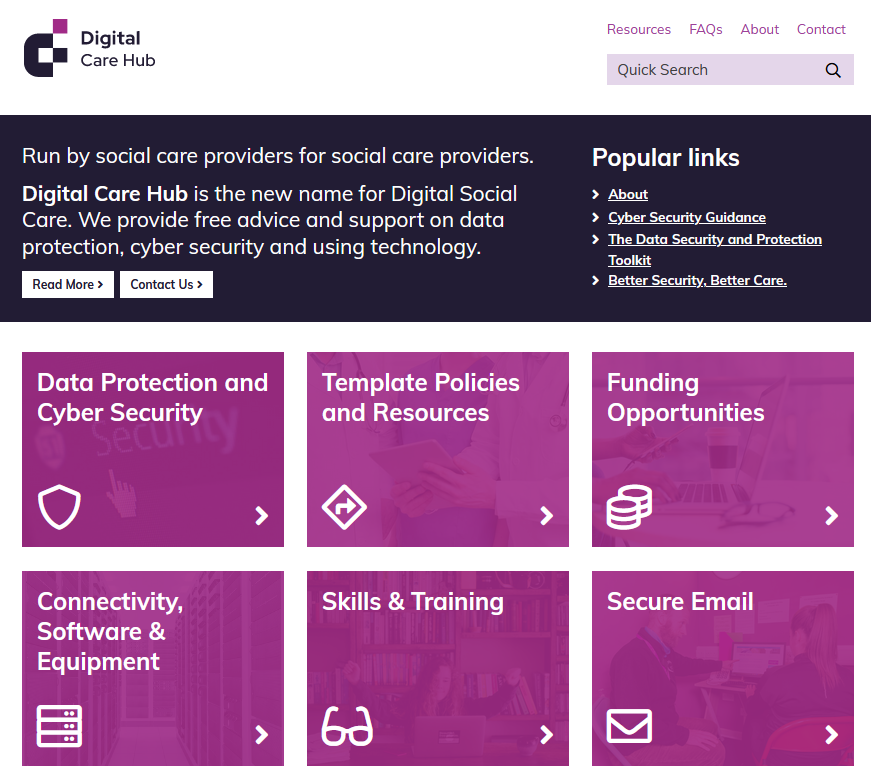 Digital
Care Hub
Resources FAQs About Contact
Quick Search
Run by social care providers for social care providers.
Digital Care Hub is the new name for Digital Social
Care. We provide free advice and support on data
protection, cyber security and using technology.
Read More Contact Us
Popular links
About
Cyber Security Guidance
The Data Security and Protection
Toolkit
Better Security, Better Care.
Data Protection and
Cyber Security
Security
Template Policies
and Resources
Funding
Opportunities
Connectivity,
Software &
Equipment
Skills & Training
Secure Email